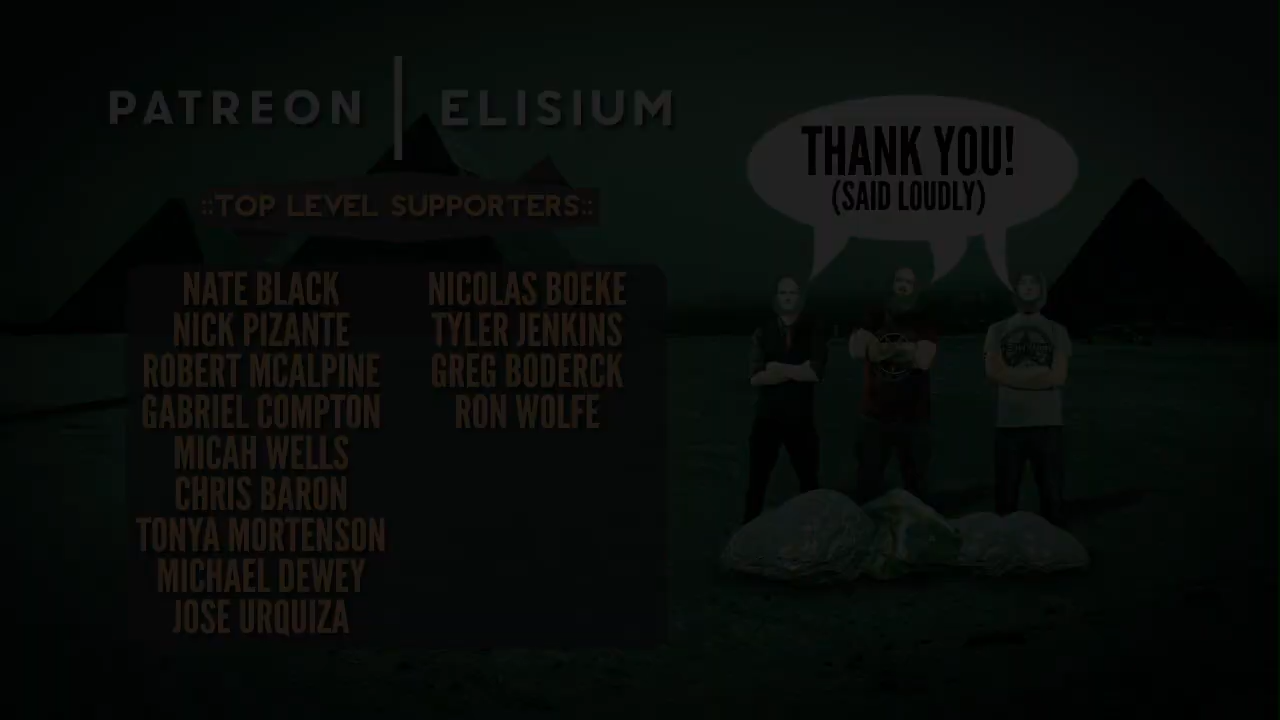 PATREON | ELISIUM
::TOP LEVEL SUPPORTERS::
NATE BLACK
NICK PIZANTE
ROBERT MCALPINE
GABRIEL COMPTON
MICAH WELLS
CHRIS BARON
TONYA MORTENSON
MICHAEL DEWEY
JOSE URQUIZA
NICOLAS BOEKE
TYLER JENKINS
GREG BODERCK
RON WOLFE
THANK YOU!
(SAID LOUDLY)